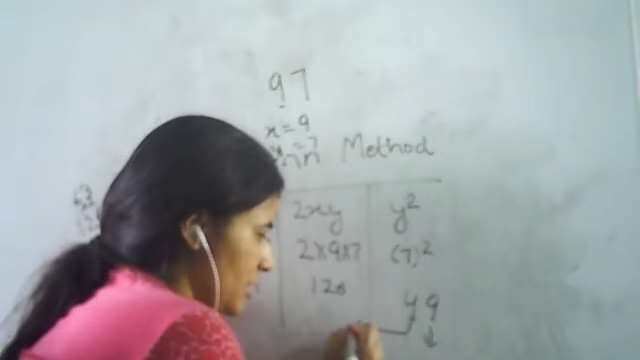 97
x = 9
= 7
Method
2xy y²
2×9×7 (7)²
126
49